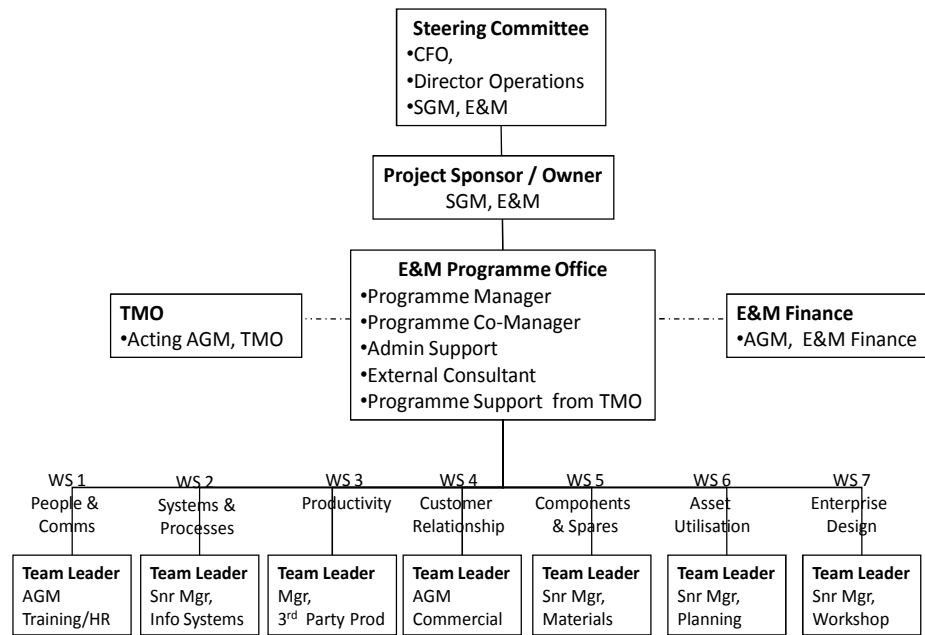 Steering Committee
•CFO,
•Director Operations
•SGM, E&M
Project Sponsor / Owner
SGM, E&M
E&M Programme Office
•Programme Manager
•Programme Co-Manager
•Admin Support
•External Consultant
•Programme Support from TMO
TMO
•Acting AGM, TMO
E&M Finance
•AGM, E&M Finance
WS 1
People &
Comms
WS 2
Systems &
Processes
WS 3
Productivity
WS 4
Customer
Relationship
WS 5
Components
& Spares
WS 6
Asset
Utilisation
WS 7
Enterprise
Design
Team Leader
AGM
Training/HR
Team Leader
Snr Mgr,
Info Systems
Team Leader
Mgr,
3rd Party Prod
Team Leader
AGM
Commercial
Team Leader
Snr Mgr,
Materials
Team Leader
Snr Mgr,
Planning
Team Leader
Snr Mgr,
Workshop